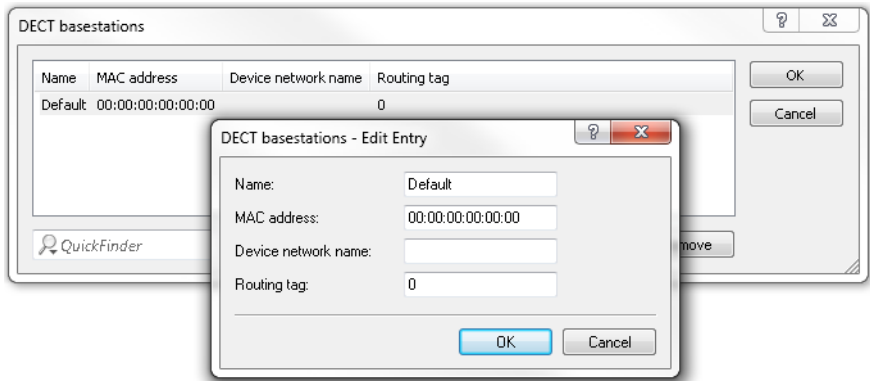 DECT basestations
Name MAC address Device network name Routing tag
Default 00:00:00:00:00:00 0
OK
Cancel
QuickFinder
DECT basestations - Edit Entry
Name: Default
MAC address: 00:00:00:00:00:00
Device network name:
Routing tag: 0
OK Cancel